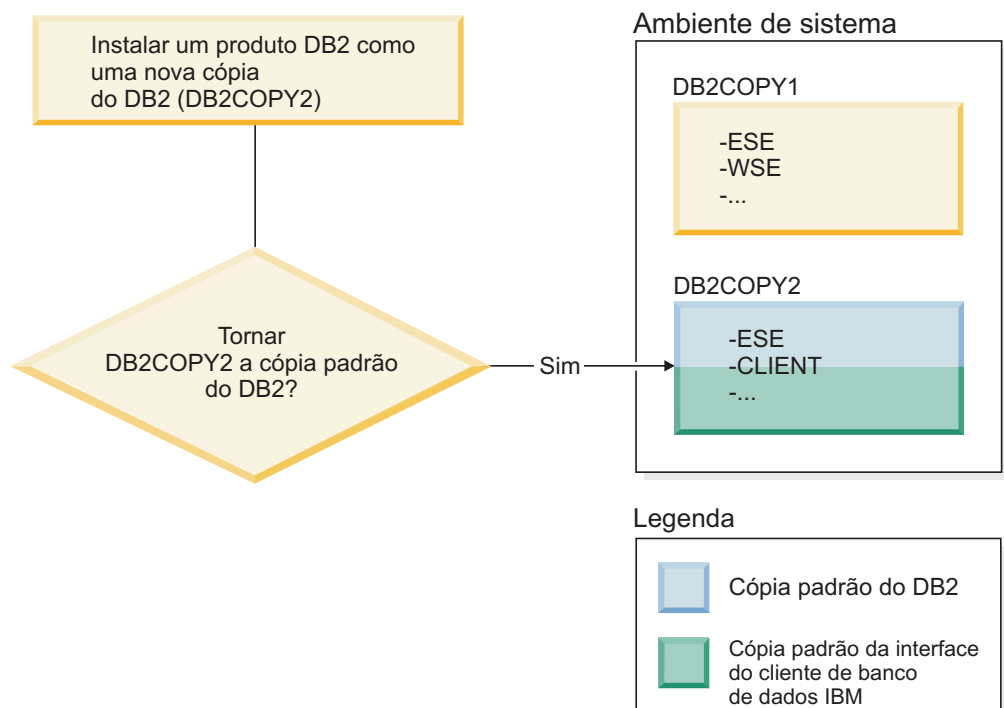 Instalar um produto DB2 como
uma nova cópia
do DB2 (DB2COPY2)
Tornar
DB2COPY2 a cópia padrão
do DB2?
Sim
Ambiente de sistema
DB2COPY1
-ESE
-WSE
-...
DB2COPY2
-ESE
-CLIENT
-...
Legenda
Cópia padrão do DB2
Cópia padrão da interface
do cliente de banco
de dados IBM